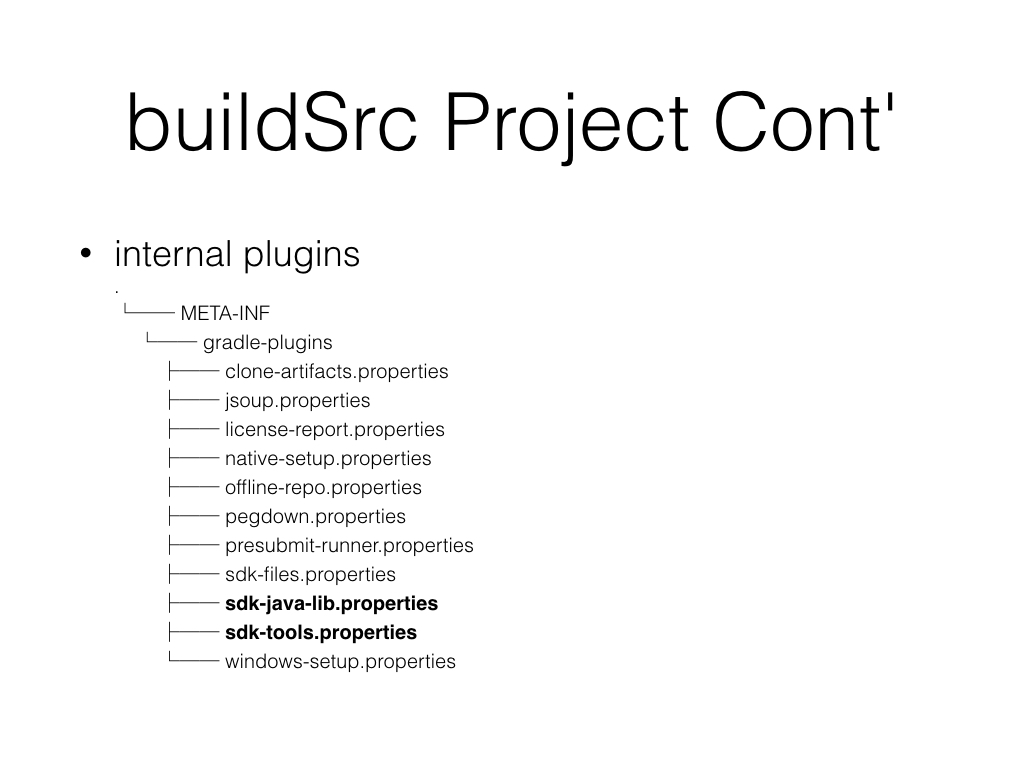 buildSrc Project Cont'
• internal plugins
.
└── META-INF
└── gradle-plugins
├── clone-artifacts.properties
├── jsoup.properties
├── license-report.properties
├── native-setup.properties
├── offline-repo.properties
├── pegdown.properties
├── presubmit-runner.properties
├── sdk-files.properties
├── sdk-java-lib.properties
├── sdk-tools.properties
└── windows-setup.properties